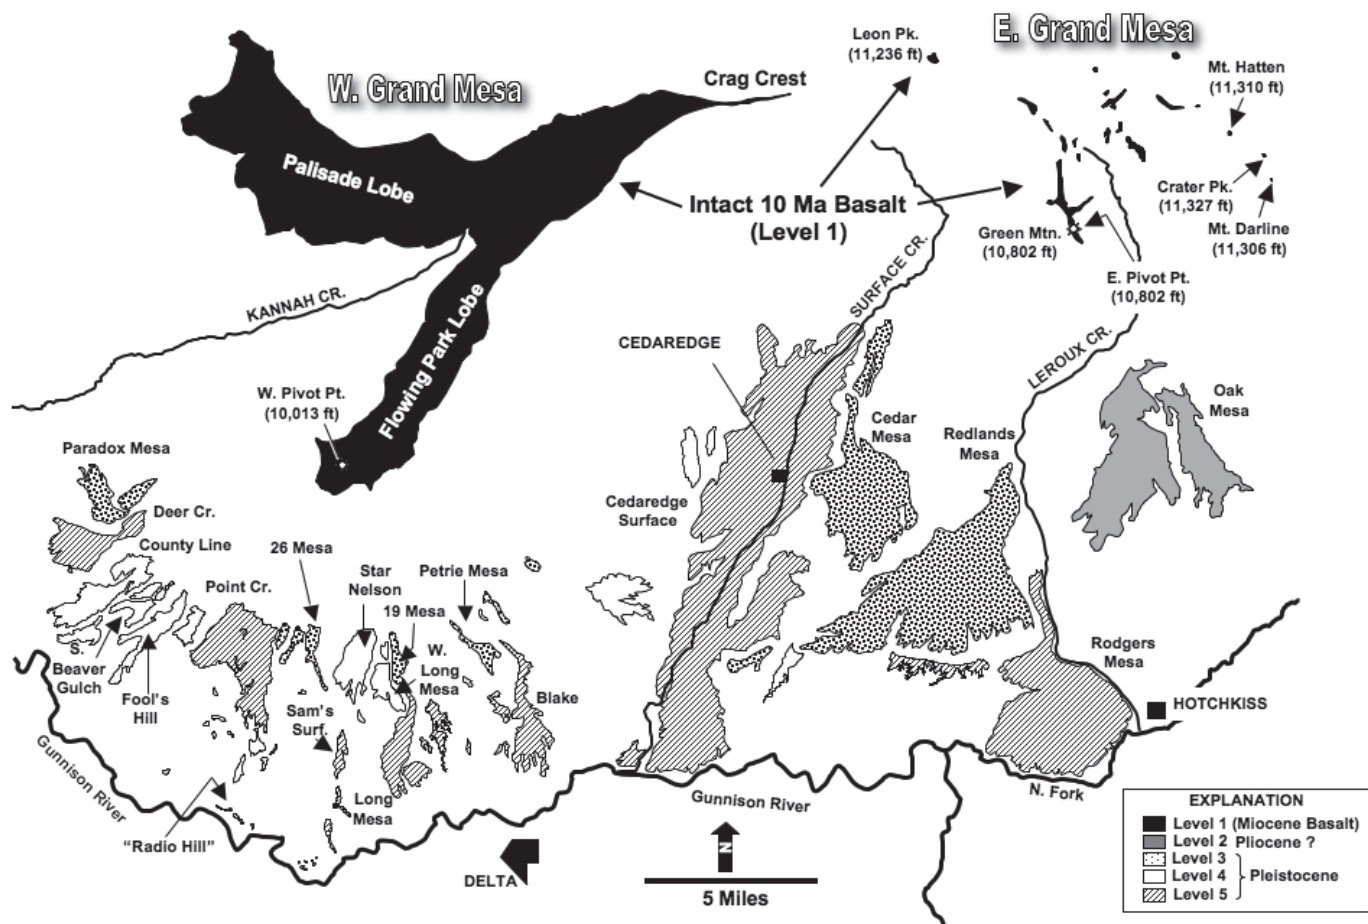 W. Grand Mesa
E. Grand Mesa
Leon Pk.
(11,236 ft)
Crag Crest
Mt. Hatten
(11,310 ft)
Palisade Lobe
Intact 10 Ma Basalt
(Level 1)
Crater Pk.
(11,327 ft)
Mt. Darline
(11,306 ft)
Green Mtn.
(10,802 ft)
E. Pivot Pt.
(10,802 ft)
KANNAH CR.
SURFACE CR.
LEROUX CR.
Flowing Park Lobe
W. Pivot Pt.
(10,013 ft)
CEDAREDGE
Oak
Mesa
Cedar
Mesa
Redlands
Mesa
Paradox Mesa
Deer Cr.
County Line
26 Mesa
Cedaredge
Surface
Point Cr.
Star
Nelson
Petrie Mesa
19 Mesa
?
S.
Beaver
Gulch
Fool's
Hill
W.
Long
Mesa
Sam's
Surf.
Blake
Rodgers
Mesa
HOTCHKISS
Gunnison River
"Radio Hill"
Long
Mesa
Gunnison River
N. Fork
DELTA
N
5 Miles
EXPLANATION
Level 1 (Miocene Basalt)
Level 2 Pliocene ?
Level 3
Level 4 Pleistocene
Level 5